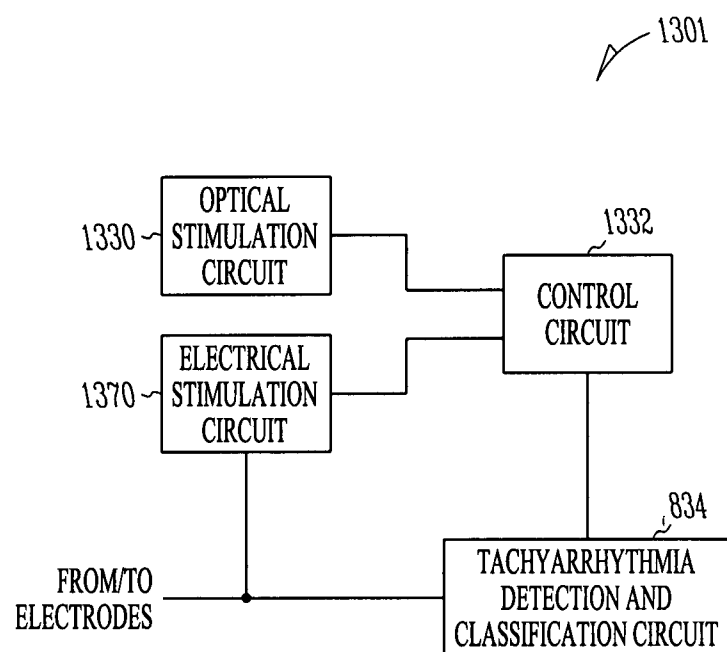 1301
OPTICAL
STIMULATION
CIRCUIT
1330
1332
CONTROL
CIRCUIT
ELECTRICAL
STIMULATION
CIRCUIT
1370
834
TACHYARRHYTHMIA
DETECTION AND
CLASSIFICATION CIRCUIT
FROM/TO
ELECTRODES